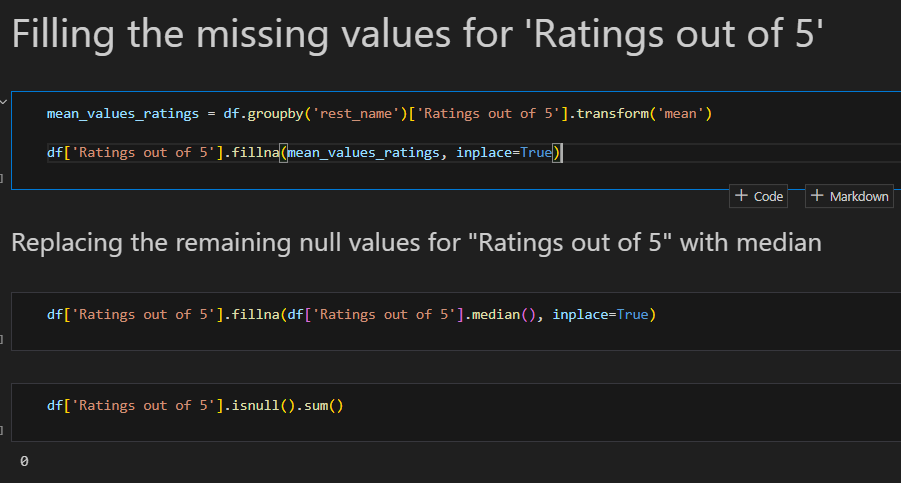 Filling the missing values for 'Ratings out of 5'
mean_values_ratings = df.groupby('rest_name')['Ratings out of 5'].transform('mean')
df['Ratings out of 5'].fillna(mean_values_ratings, inplace=True)
]
+ Code
+ Markdown
Replacing the remaining null values for "Ratings out of 5" with median
df['Ratings out of 5'].fillna(df['Ratings out of 5'].median(), inplace=True)
]
df['Ratings out of 5'].isnull().sum()
]
0